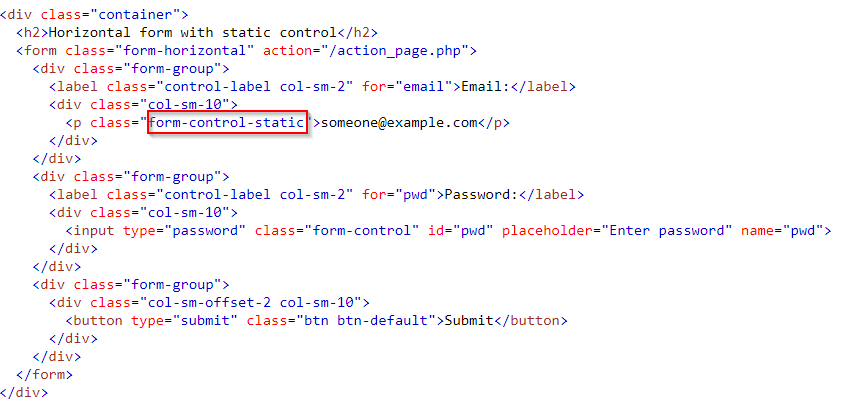 <div class="container">
  <h2>Horizontal form with static control</h2>
  <form class="form-horizontal" action="/action_page.php">
    <div class="form-group">
      <label class="control-label col-sm-2" for="email">Email:</label>
      <div class="col-sm-10">
        <p class="form-control-static">someone@example.com</p>
      </div>
    </div>
    <div class="form-group">
      <label class="control-label col-sm-2" for="pwd">Password:</label>
      <div class="col-sm-10">
        <input type="password" class="form-control" id="pwd" placeholder="Enter password" name="pwd">
      </div>
    </div>
    <div class="form-group">
      <div class="col-sm-offset-2 col-sm-10">
        <button type="submit" class="btn btn-default">Submit</button>
      </div>
    </div>
  </form>
</div>